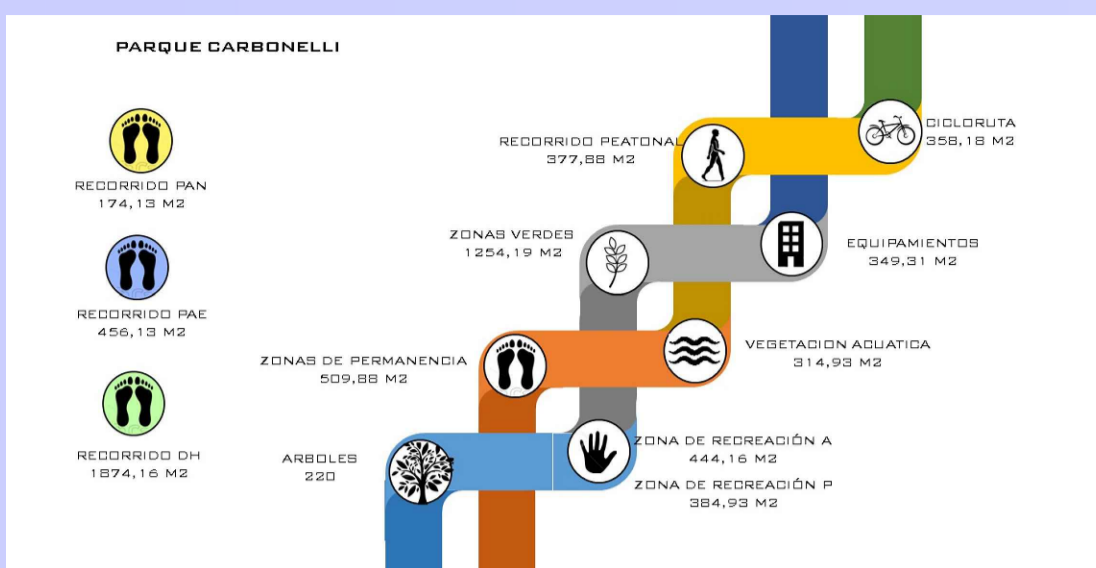 PARQUE CARBONELLI
RECORRIDO PAN
174,13 M2
RECORRIDO PAE
456,13 M2
RECORRIDO DH
1874,16 M2
RECORRIDO PEATONAL
377,88 M2
CICLORUTA
358,18 M2
ZONAS VERDES
1254,19 M2
EQUIPAMIENTOS
349,31 M2
ZONAS DE PERMANENCIA
509,88 M2
VEGETACION ACUATICA
314,93 M2
ARBOLES
220
ZONA DE RECREACIÓN A
444,16 M2
ZONA DE RECREACIÓN P
384,93 M2